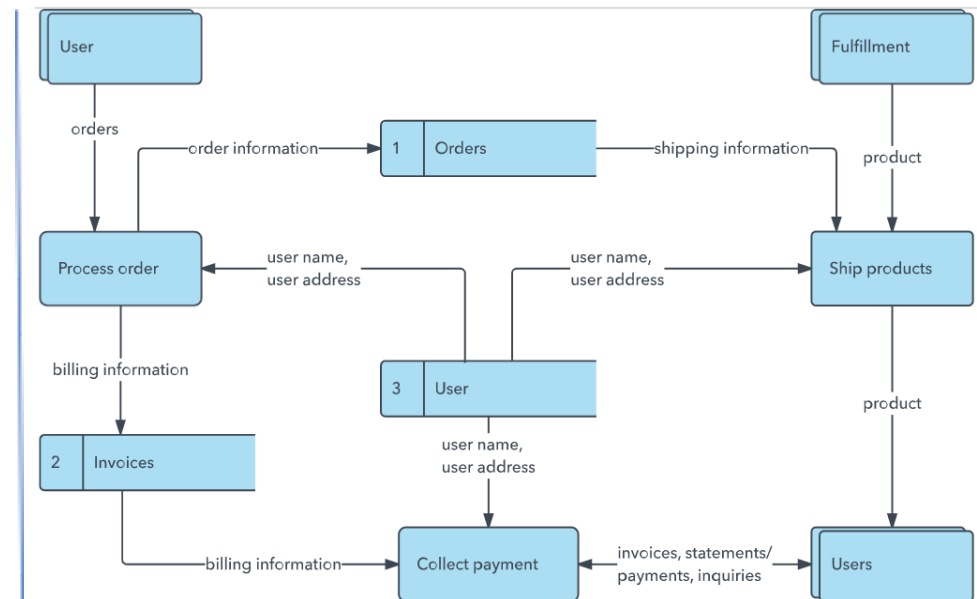 User
Fulfillment
orders
order information
1
Orders
shipping information
product
Process order
user name,
user address
user name,
user address
Ship products
billing information
3
User
product
2
Invoices
user name,
user address
billing information
Collect payment
invoices, statements/
payments, inquiries
Users